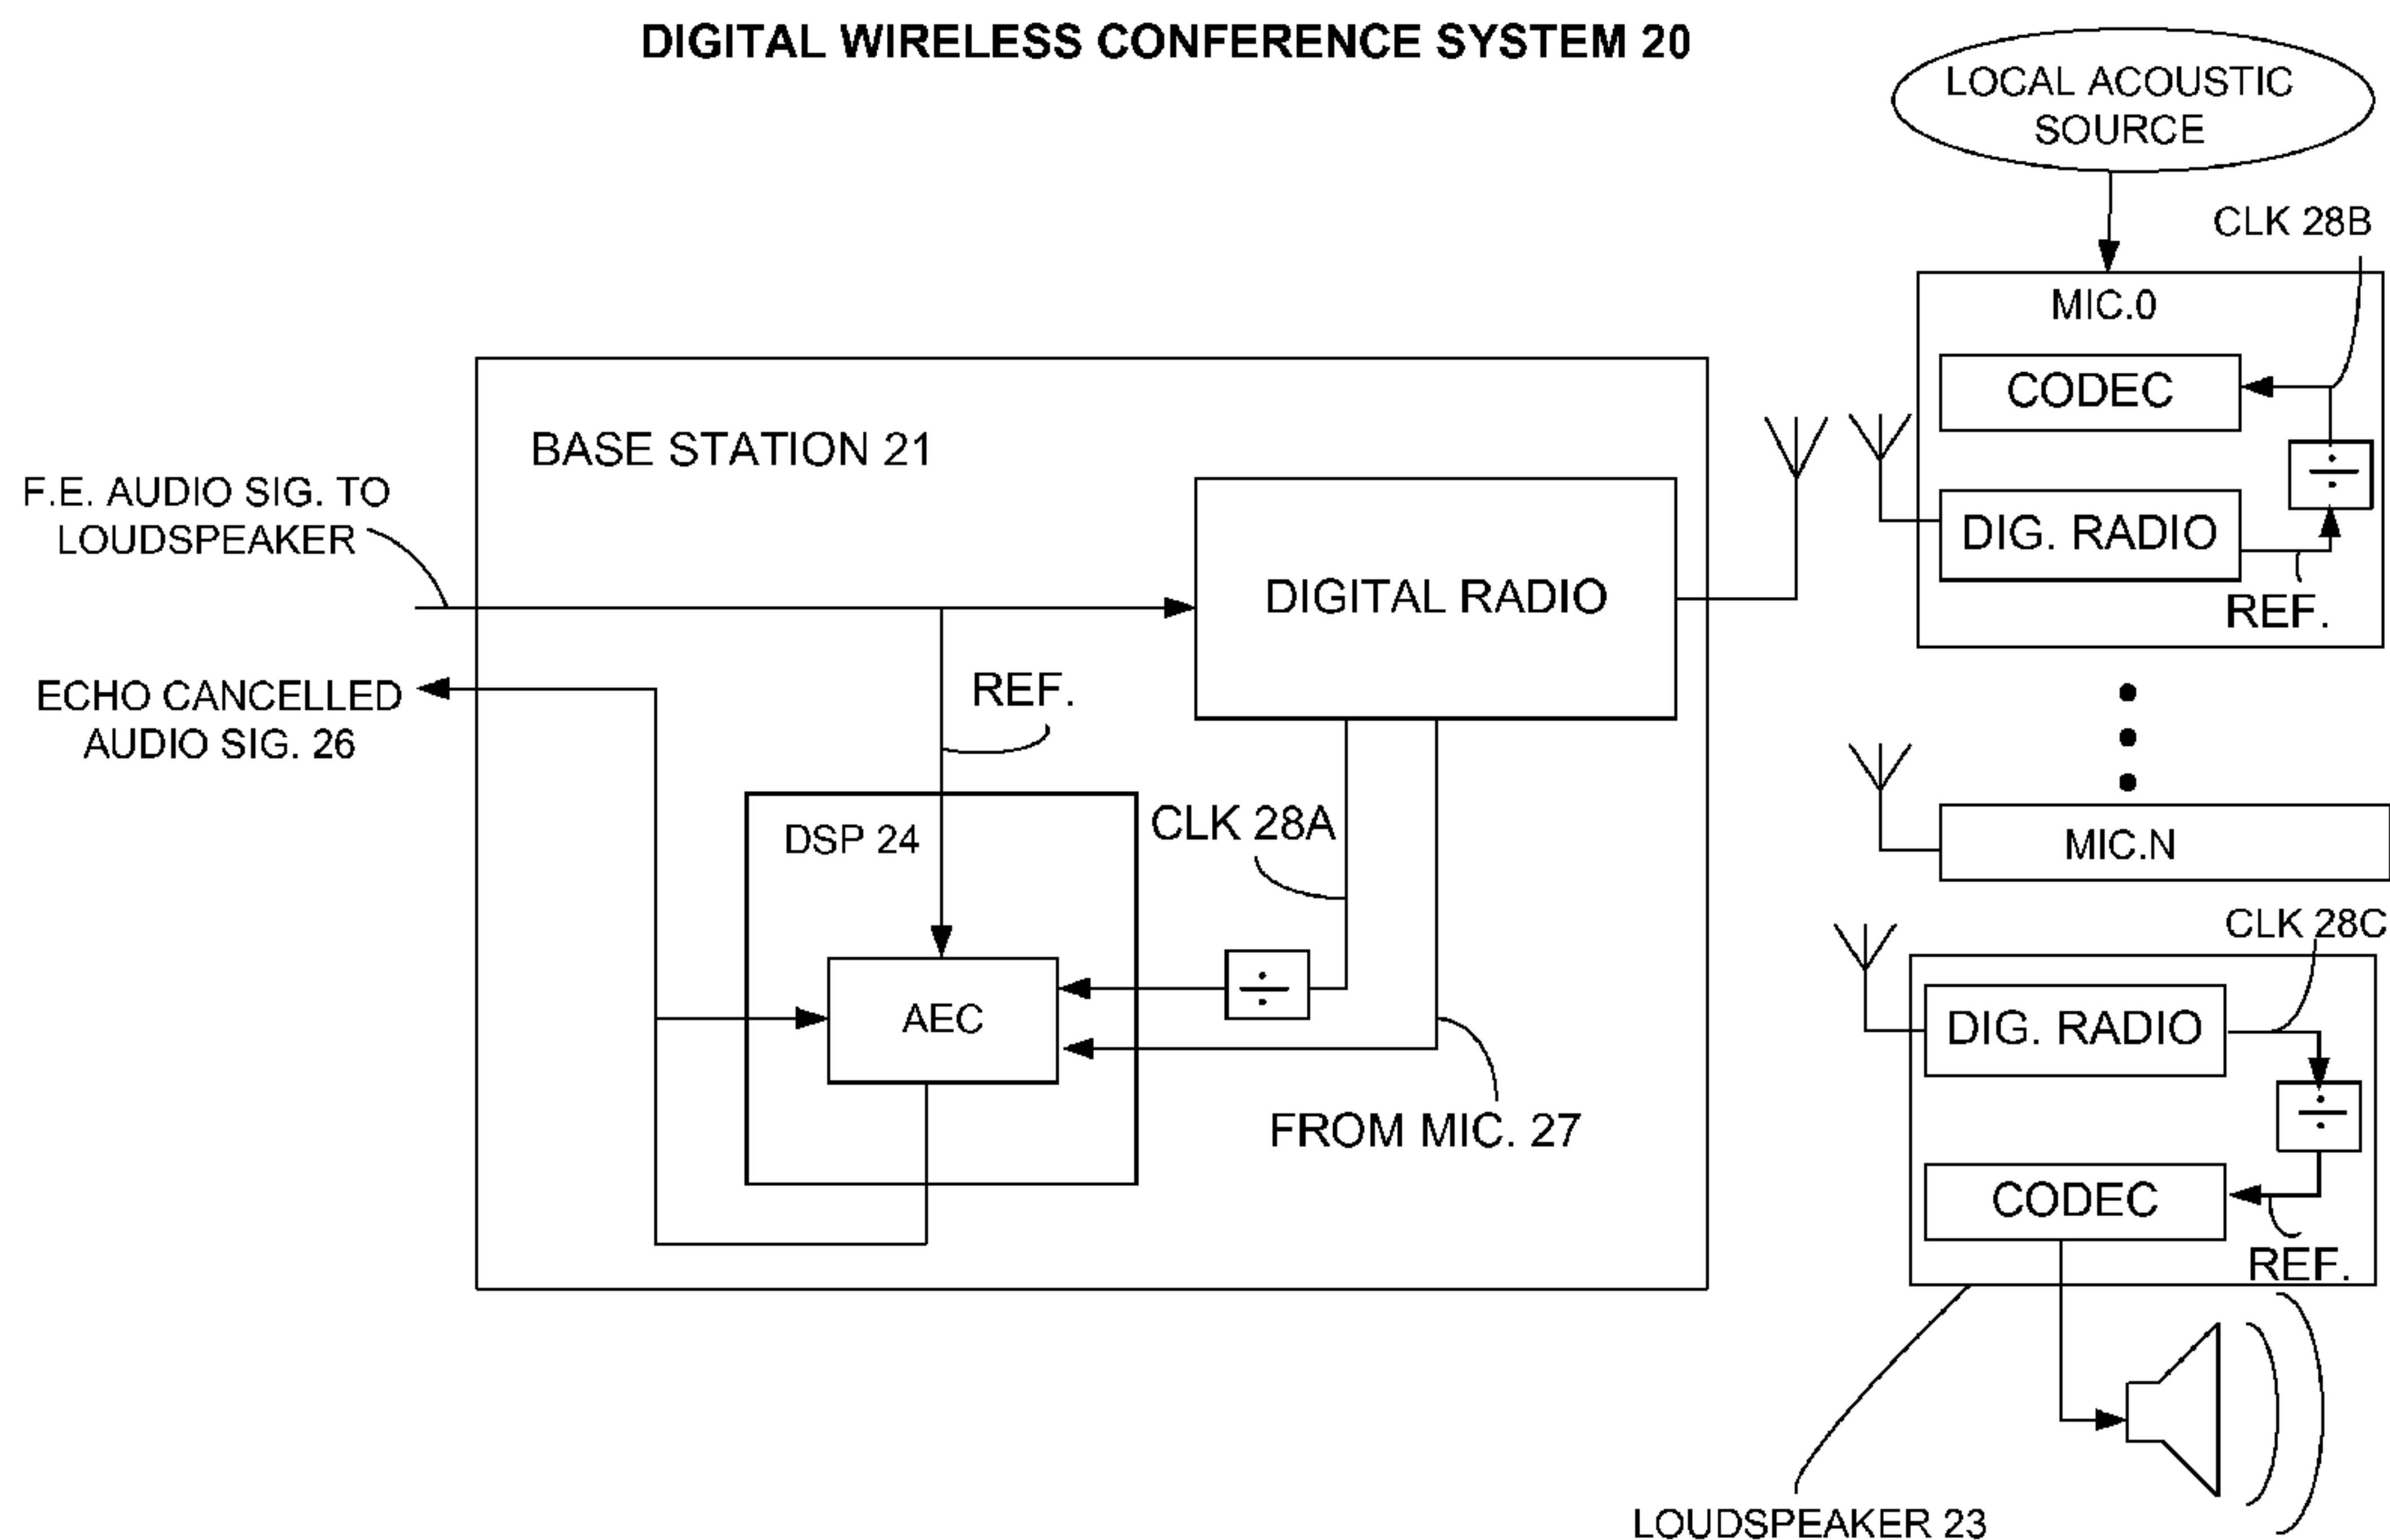 DIGITAL WIRELESS CONFERENCE SYSTEM 20
LOCAL ACOUSTIC
SOURCE
CLK 28B
MIC.0
CODEC
DIG. RADIO
REF.
BASE STATION 21
F.E. AUDIO SIG. TO
LOUDSPEAKER
DIGITAL RADIO
ECHO CANCELLED
AUDIO SIG. 26
REF.
DSP 24
CLK 28A
AEC
FROM MIC. 27
MIC.N
CLK 28C
DIG. RADIO
CODEC
REF.
LOUDSPEAKER 23